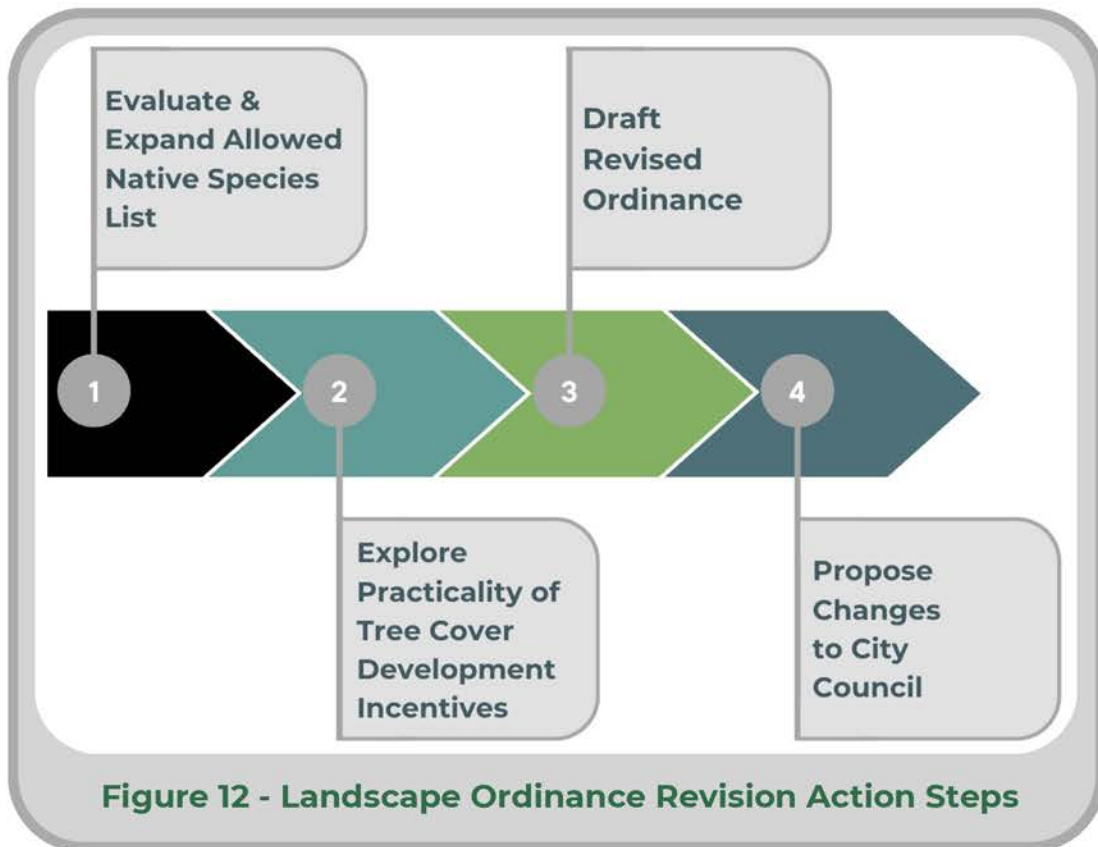 1
Evaluate &
Expand Allowed
Native Species
List
2
Explore
Practicality of
Tree Cover
Development
Incentives
3
Draft
Revised
Ordinance
4
Propose
Changes
to City
Council
Figure 12 - Landscape Ordinance Revision Action Steps